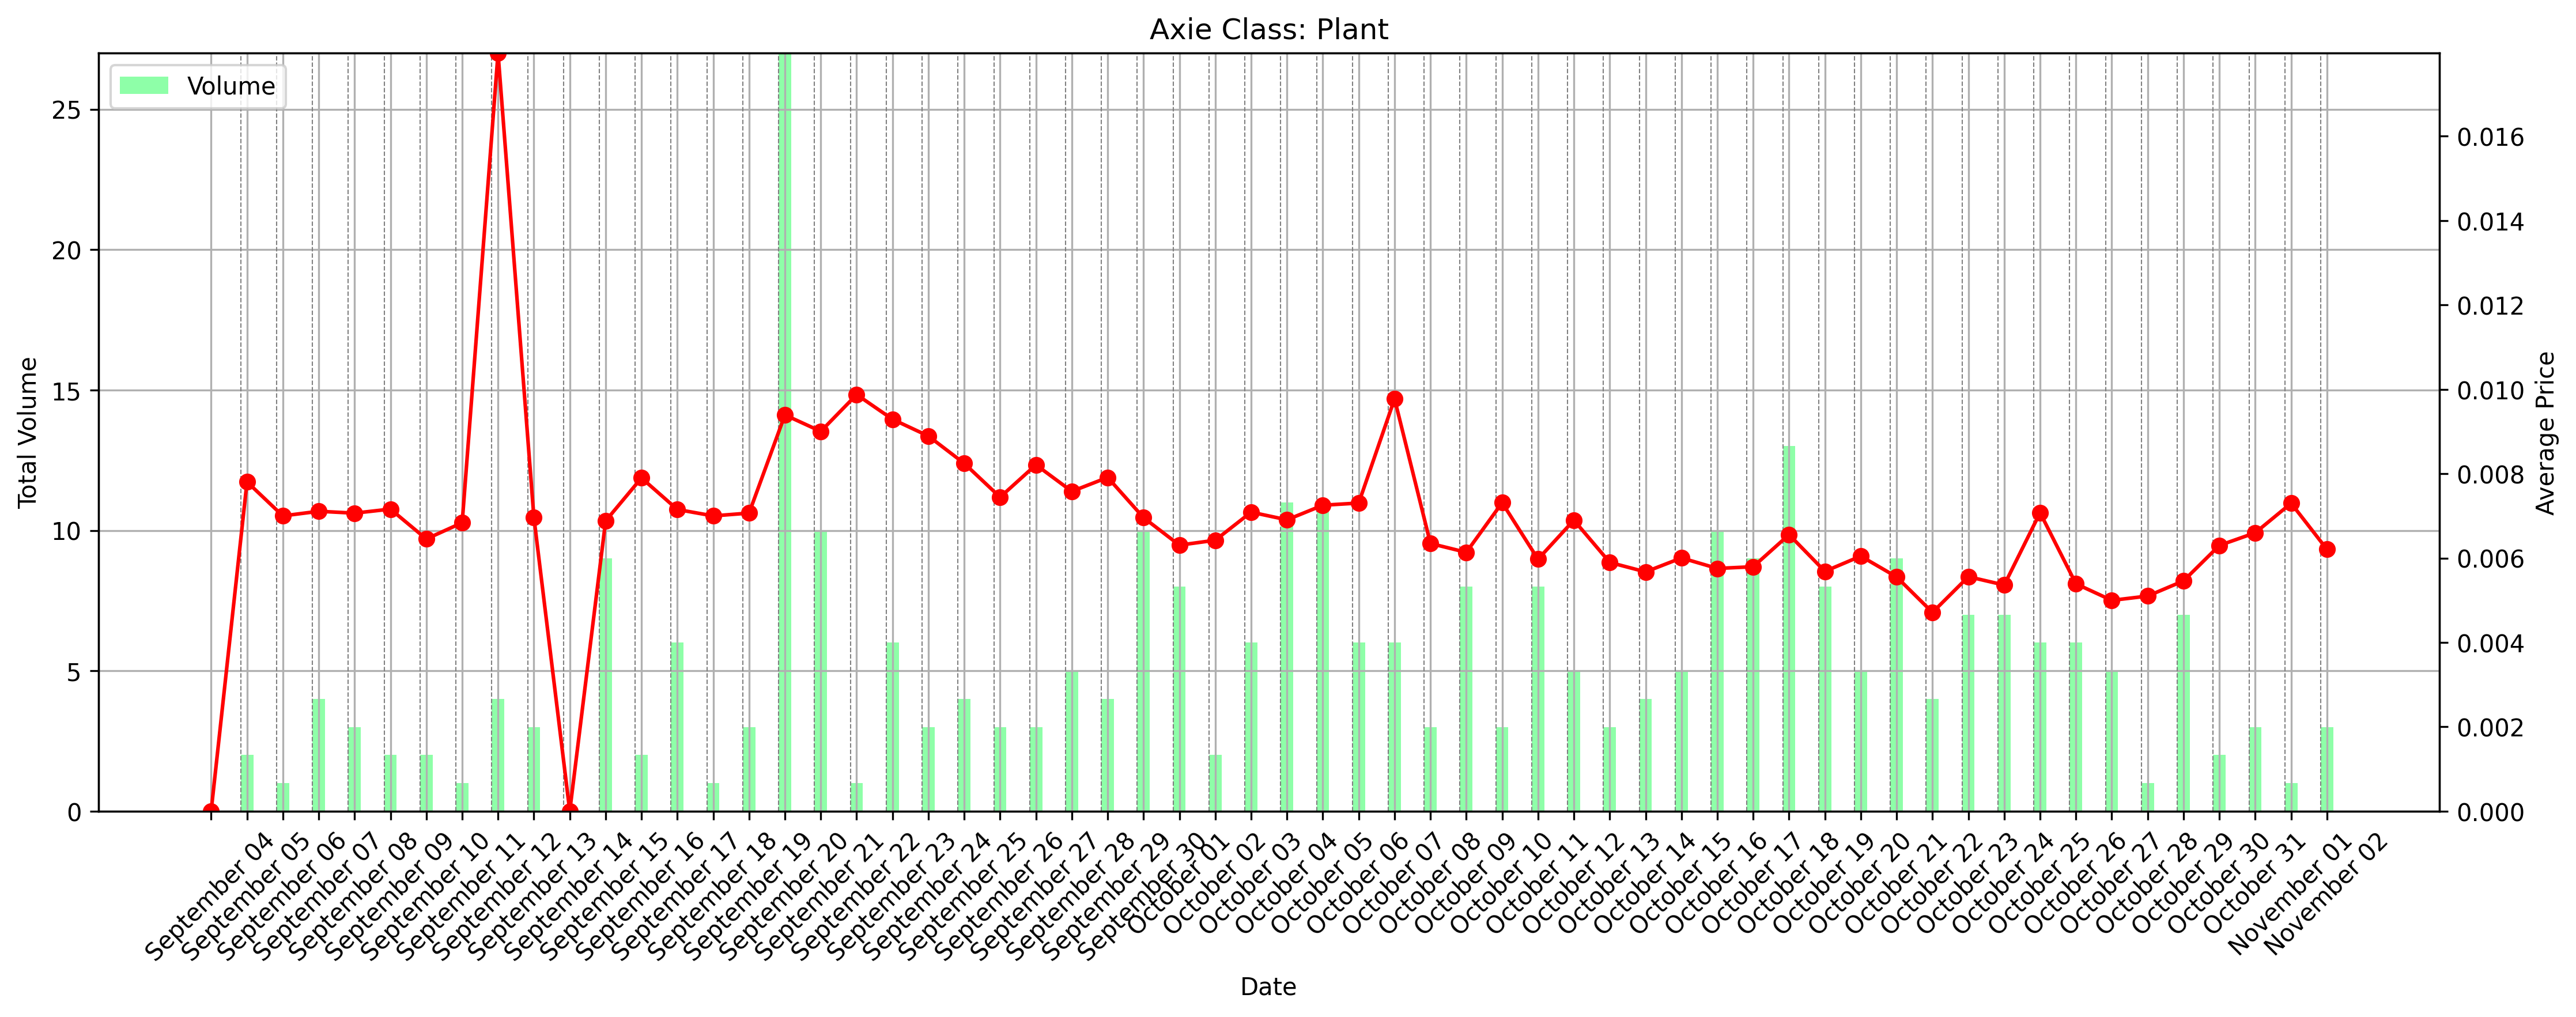 Axie Class: Plant
Volume
Total Volume
25
20
15
10
5
0
Average Price
0.016
0.014
0.012
0.010
0.008
0.006
0.004
0.002
0.000
September 04
September 05
September 06
September 07
September 08
September 09
September 10
September 11
September 12
September 13
September 14
September 15
September 16
September 17
September 18
September 19
September 20
September 21
September 22
September 23
September 24
September 25
September 26
September 27
September 28
September 29
September 30
October 01
October 02
October 03
October 04
October 05
October 06
October 07
October 08
October 09
October 10
October 11
October 12
October 13
October 14
October 15
October 16
October 17
October 18
October 19
October 20
October 21
October 22
October 23
October 24
October 25
October 26
October 27
October 28
October 29
October 30
October 31
November 01
November 02
Date